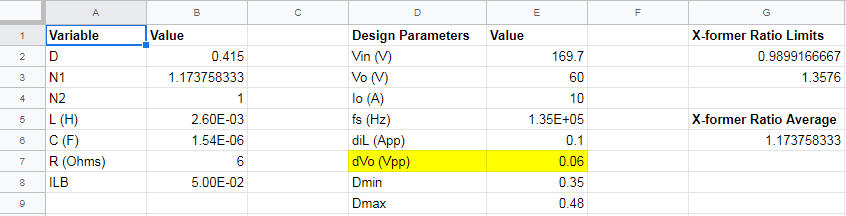 A B C D E F G
1 Variable Value Design Parameters Value X-former Ratio Limits
2 D 0.415 Vin (V) 169.7 0.9899166667
3 N1 1.173758333 Vo (V) 60 1.3576
4 N2 1 Io (A) 10
5 L (H) 2.60E-03 fs (Hz) 1.35E+05 X-former Ratio Average
6 C (F) 1.54E-06 diL (App) 0.1 1.173758333
7 R (Ohms) 6 dVo (Vpp) 0.06
8 ILB 5.00E-02 Dmin 0.35
9 Dmax 0.48